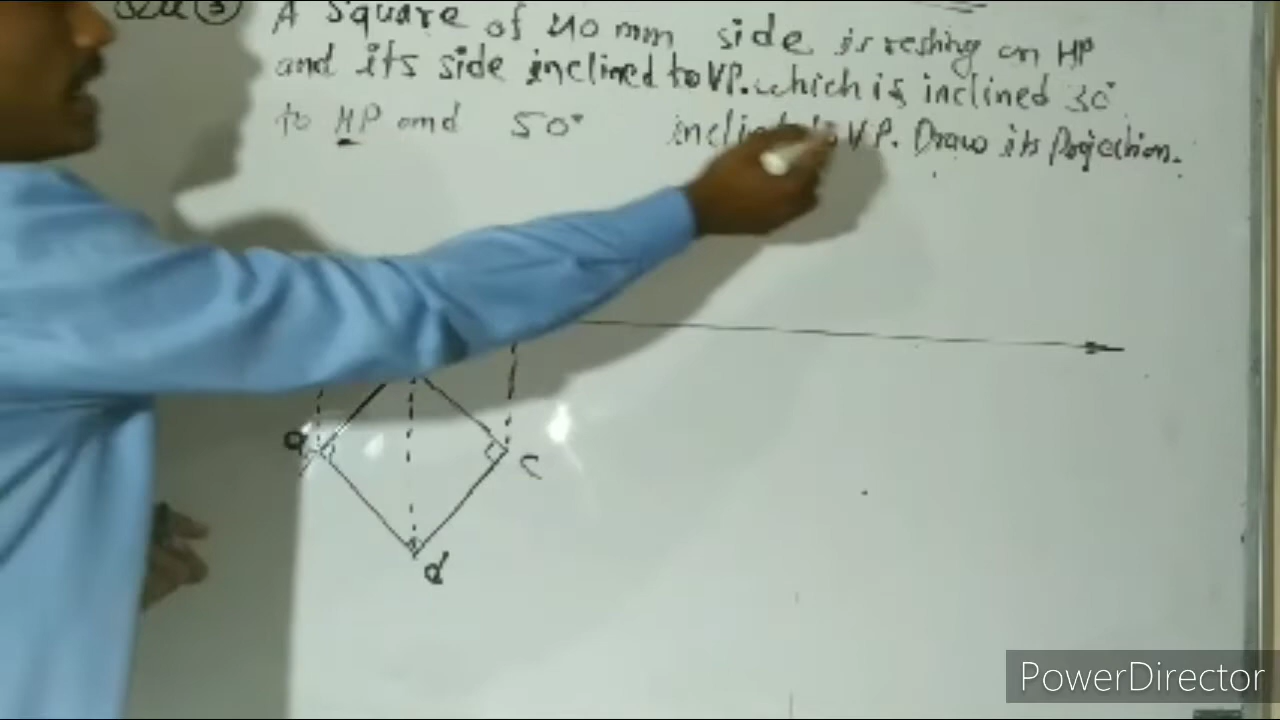 A Square of 40 mm side is resting on HP
and its side inclined to VP. which is inclined 30°
to HP and 50° VP. Draw its Projection.
a
c
d
PowerDirector